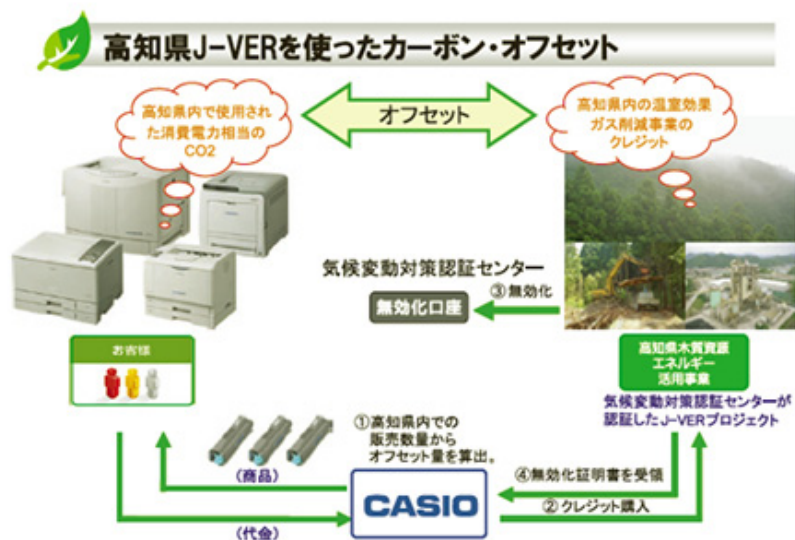 高知県J-VERを使ったカーボン・オフセット
高知県内で使用され
た消費電力相当の
CO2
オフセット
高知県内の温室効果
ガス削減事業の
クレジット
気候変動対策認証センター
③無効化
無効化口座
お客様
高知県木質資源
エネルギー
活用事業
気候変動対策認証センターが
認証したJ-VERプロジェクト
①高知県内での
販売数量から
オフセット量を算出。
(商品)
④無効化証明書を受領
CASIO
②クレジット購入
(代金)